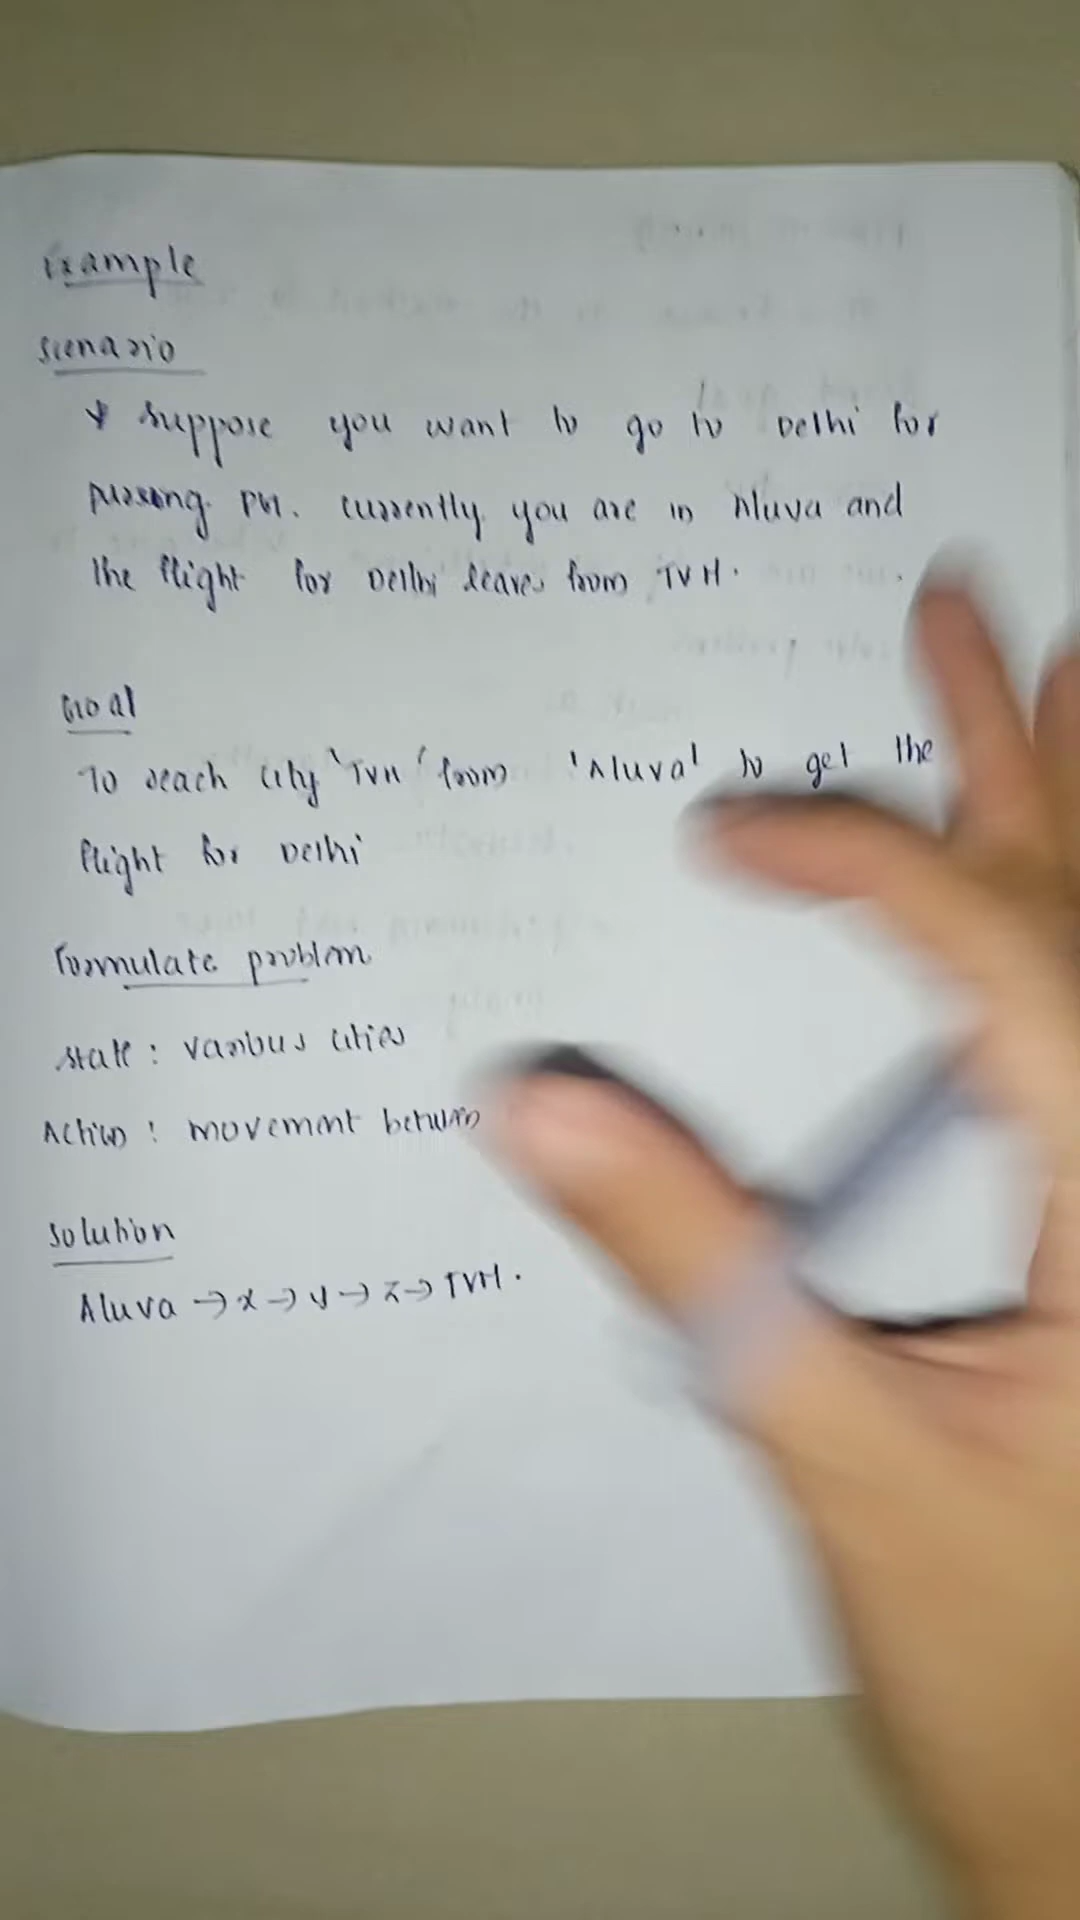 Example
Scenario
* Suppose you want to go to Delhi for
currently you are in Aluva and
the flight for Delhi leaves from TVM.
Goal
To reach city 'TVM' from 'Aluva' to get the
flight for Delhi
Formulate problem
state : various cities
Action : movement between
Solution
Aluva → x → y → z → TVM.